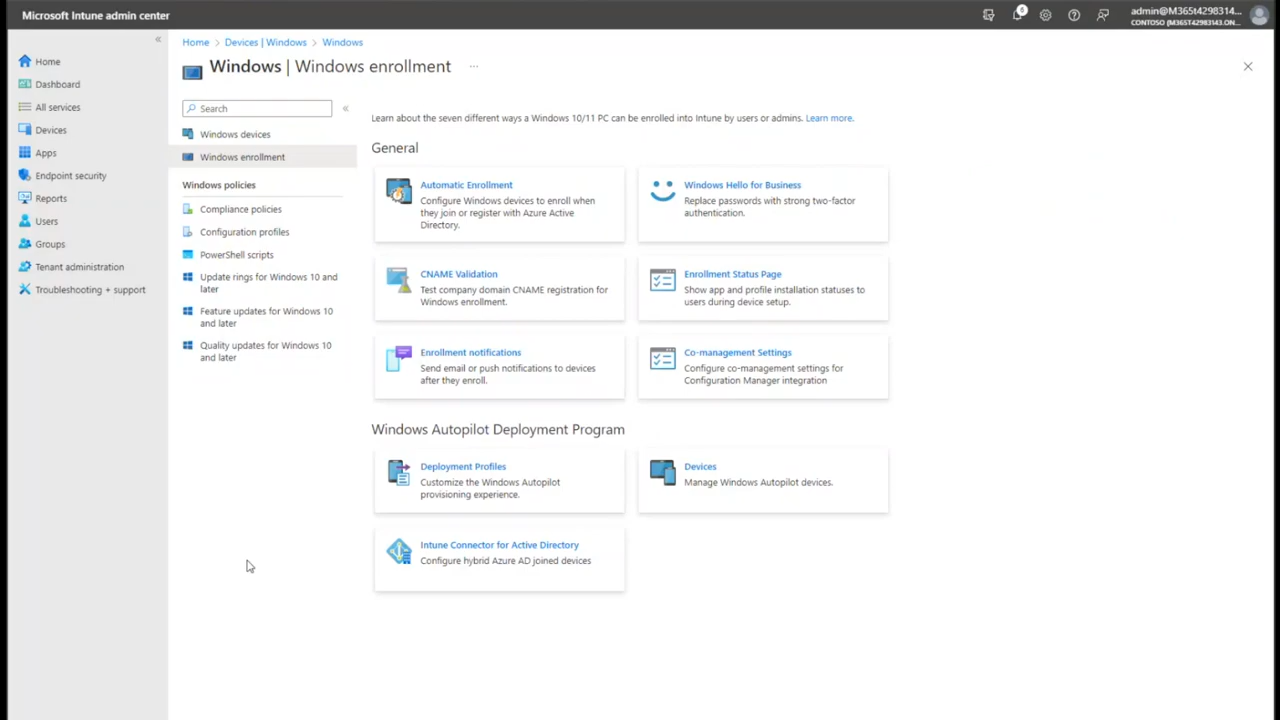 Microsoft Intune admin center
6
admin@M365t4298314...
CONTOSO (M365T4298143.ON...
«
Home
Dashboard
All services
Devices
Apps
Endpoint security
Reports
Users
Groups
Tenant administration
Troubleshooting + support
Home > Devices | Windows > Windows
Windows | Windows enrollment ...
Search
«
Windows devices
Windows enrollment
Windows policies
Compliance policies
Configuration profiles
PowerShell scripts
Update rings for Windows 10 and
later
Feature updates for Windows 10
and later
Quality updates for Windows 10
and later
Learn about the seven different ways a Windows 10/11 PC can be enrolled into Intune by users or admins. Learn more.
General
Automatic Enrollment
Configure Windows devices to enroll when
they join or register with Azure Active
Directory.
Windows Hello for Business
Replace passwords with strong two-factor
authentication.
CNAME Validation
Test company domain CNAME registration for
Windows enrollment.
Enrollment Status Page
Show app and profile installation statuses to
users during device setup.
Enrollment notifications
Send email or push notifications to devices
after they enroll.
Co-management Settings
Configure co-management settings for
Configuration Manager integration
Windows Autopilot Deployment Program
Deployment Profiles
Customize the Windows Autopilot
provisioning experience.
Devices
Manage Windows Autopilot devices.
Intune Connector for Active Directory
Configure hybrid Azure AD joined devices